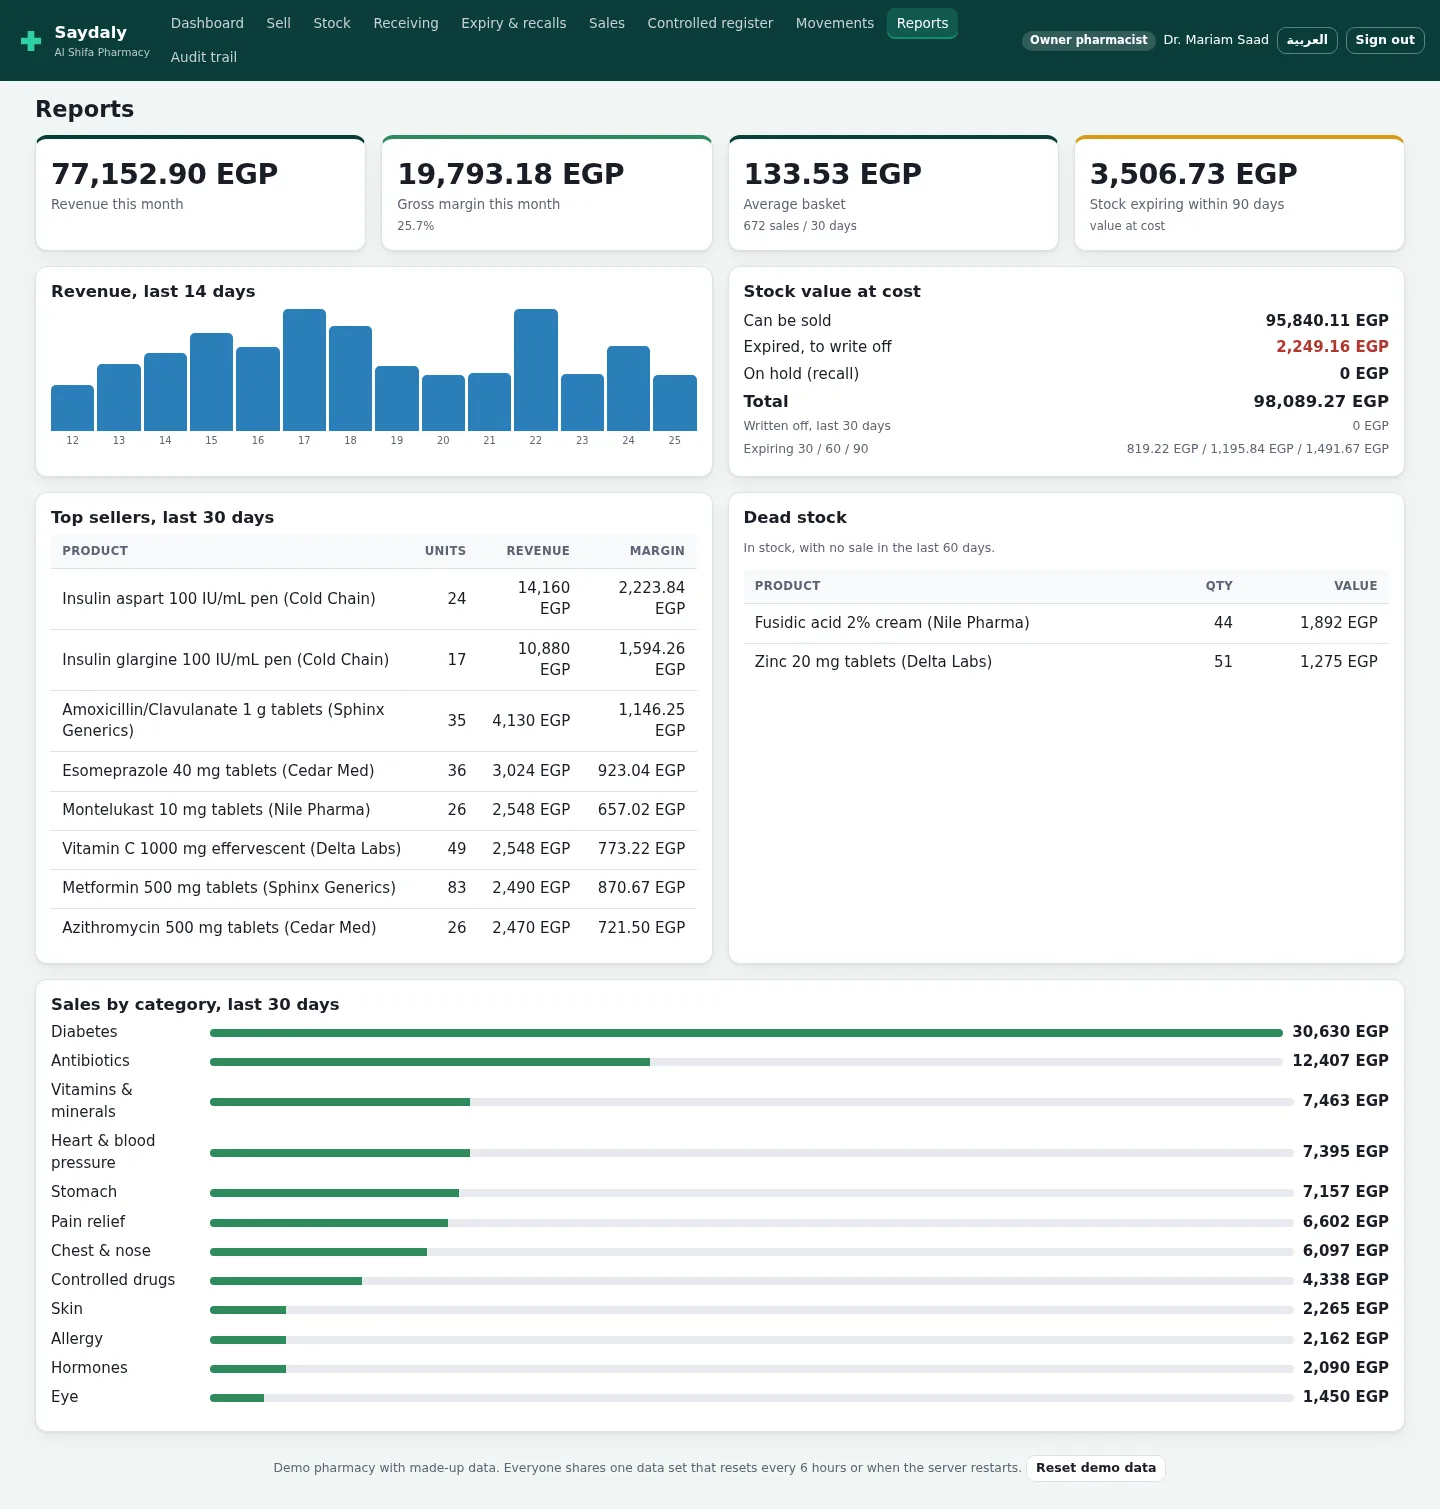 Saydaly
Al Shifa Pharmacy
Dashboard Sell Stock Receiving Expiry & recalls Sales Controlled register Movements Reports
Audit trail
Owner pharmacist Dr. Mariam Saad العربية Sign out
Reports
77,152.90 EGP
Revenue this month
19,793.18 EGP
Gross margin this month
25.7%
133.53 EGP
Average basket
672 sales / 30 days
3,506.73 EGP
Stock expiring within 90 days
value at cost
Revenue, last 14 days
12 13 14 15 16 17 18 19 20 21 22 23 24 25
Stock value at cost
Can be sold 95,840.11 EGP
Expired, to write off 2,249.16 EGP
On hold (recall) 0 EGP
Total 98,089.27 EGP
Written off, last 30 days 0 EGP
Expiring 30 / 60 / 90 819.22 EGP / 1,195.84 EGP / 1,491.67 EGP
Top sellers, last 30 days
PRODUCT UNITS REVENUE MARGIN
Insulin aspart 100 IU/mL pen (Cold Chain) 24 14,160 EGP 2,223.84 EGP
Insulin glargine 100 IU/mL pen (Cold Chain) 17 10,880 EGP 1,594.26 EGP
Amoxicillin/Clavulanate 1 g tablets (Sphinx Generics) 35 4,130 EGP 1,146.25 EGP
Esomeprazole 40 mg tablets (Cedar Med) 36 3,024 EGP 923.04 EGP
Montelukast 10 mg tablets (Nile Pharma) 26 2,548 EGP 657.02 EGP
Vitamin C 1000 mg effervescent (Delta Labs) 49 2,548 EGP 773.22 EGP
Metformin 500 mg tablets (Sphinx Generics) 83 2,490 EGP 870.67 EGP
Azithromycin 500 mg tablets (Cedar Med) 26 2,470 EGP 721.50 EGP
Dead stock
In stock, with no sale in the last 60 days.
PRODUCT QTY VALUE
Fusidic acid 2% cream (Nile Pharma) 44 1,892 EGP
Zinc 20 mg tablets (Delta Labs) 51 1,275 EGP
Sales by category, last 30 days
Diabetes 30,630 EGP
Antibiotics 12,407 EGP
Vitamins & minerals 7,463 EGP
Heart & blood pressure 7,395 EGP
Stomach 7,157 EGP
Pain relief 6,602 EGP
Chest & nose 6,097 EGP
Controlled drugs 4,338 EGP
Skin 2,265 EGP
Allergy 2,162 EGP
Hormones 2,090 EGP
Eye 1,450 EGP
Demo pharmacy with made-up data. Everyone shares one data set that resets every 6 hours or when the server restarts. Reset demo data